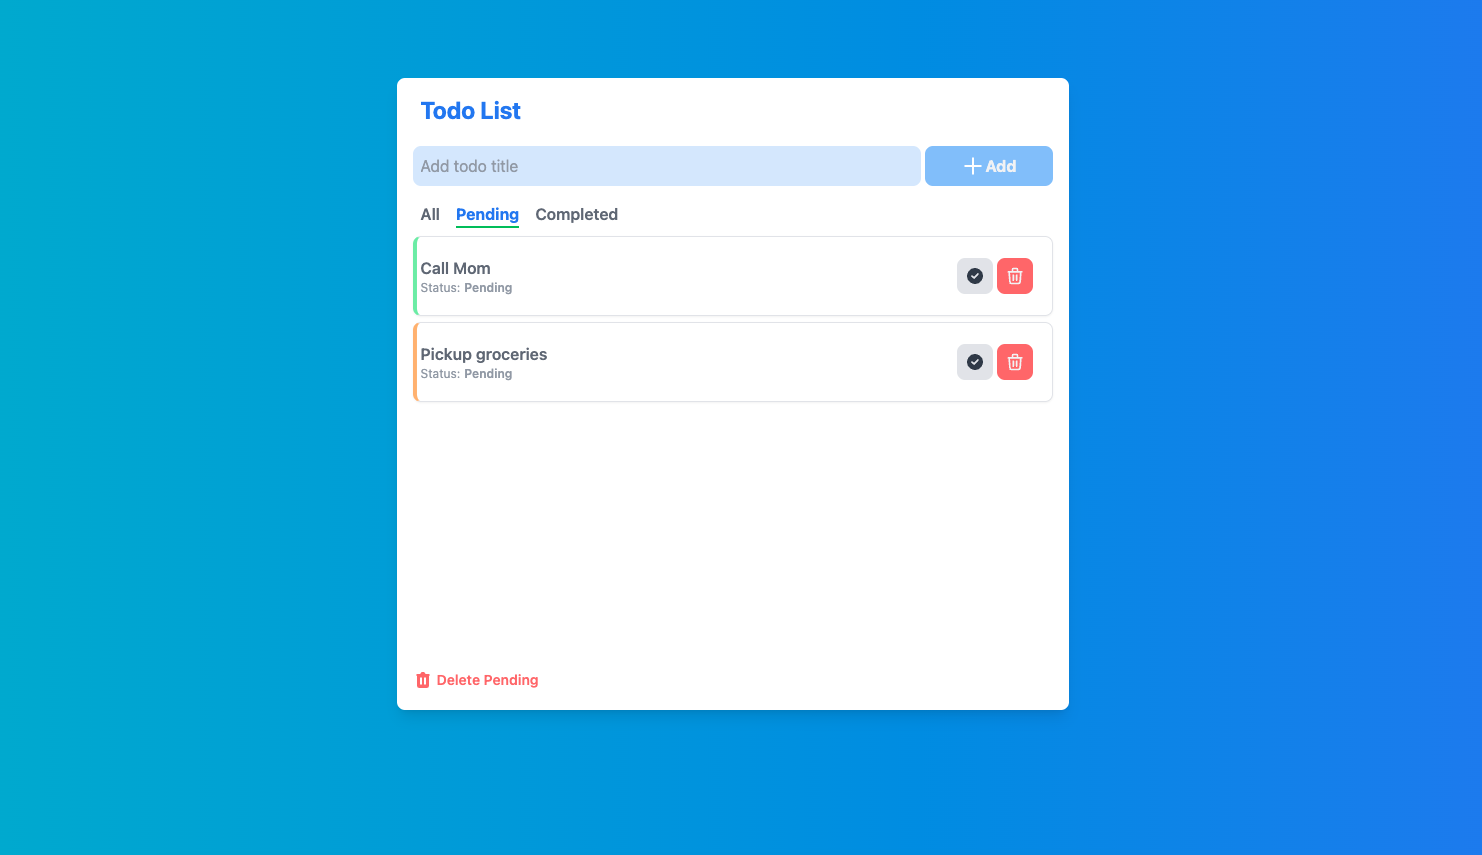 Todo List
Add todo title
Add
All Pending Completed
Call Mom
Status: Pending
Pickup groceries
Status: Pending
Delete Pending